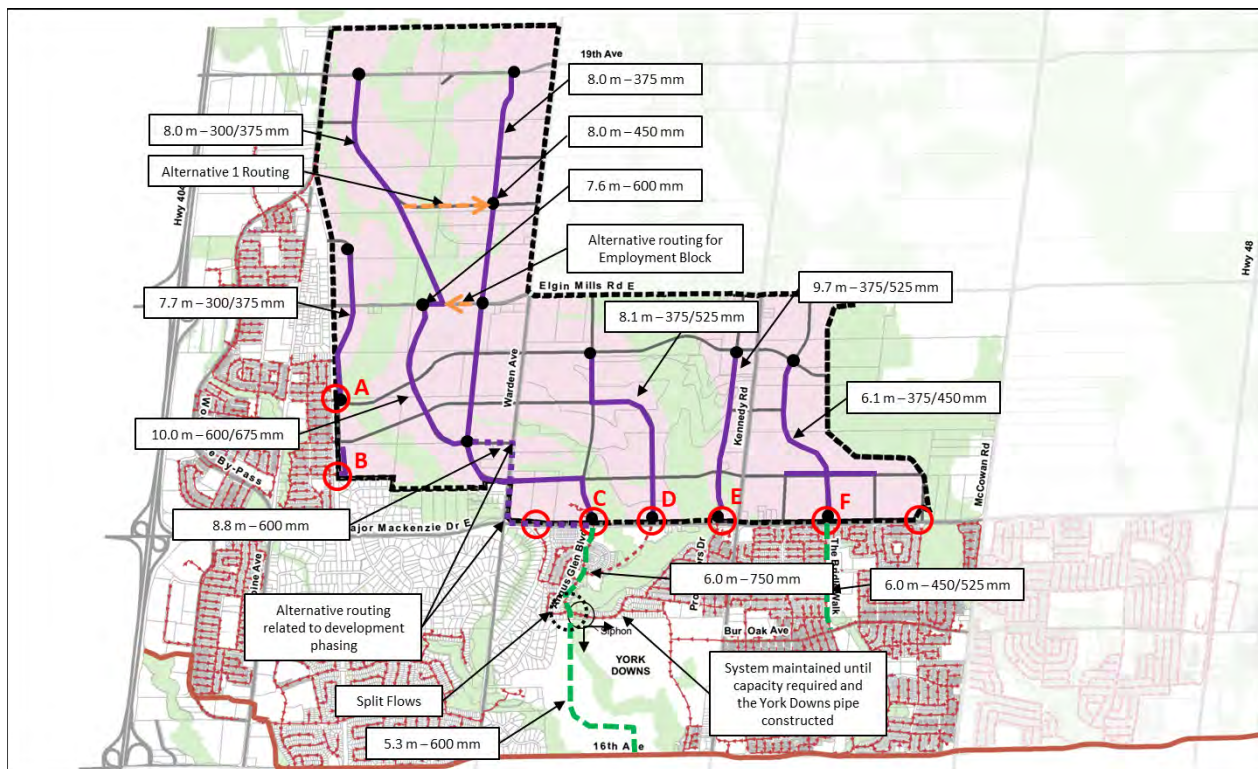 19th Ave
8.0 m – 375 mm
8.0 m – 300/375 mm
8.0 m – 450 mm
Alternative 1 Routing
7.6 m – 600 mm
Hwy 404
Alternative routing for
Employment Block
Hwy 48
Elgin Mills Rd E
9.7 m – 375/525 mm
7.7 m – 300/375 mm
8.1 m – 375/525 mm
Warden Ave
Kennedy Rd
A
6.1 m – 375/450 mm
10.0 m – 600/675 mm
e By-Pass
McCowan Rd
B
C
D
E
F
8.8 m – 600 mm
ajor Mackenzie Dr E
6.0 m – 750 mm
6.0 m – 450/525 mm
Alternative routing
related to development
phasing
Siphon
Bur Oak Ave
YORK
DOWNS
System maintained until
capacity required and
the York Downs pipe
constructed
Split Flows
5.3 m – 600 mm
16th A e